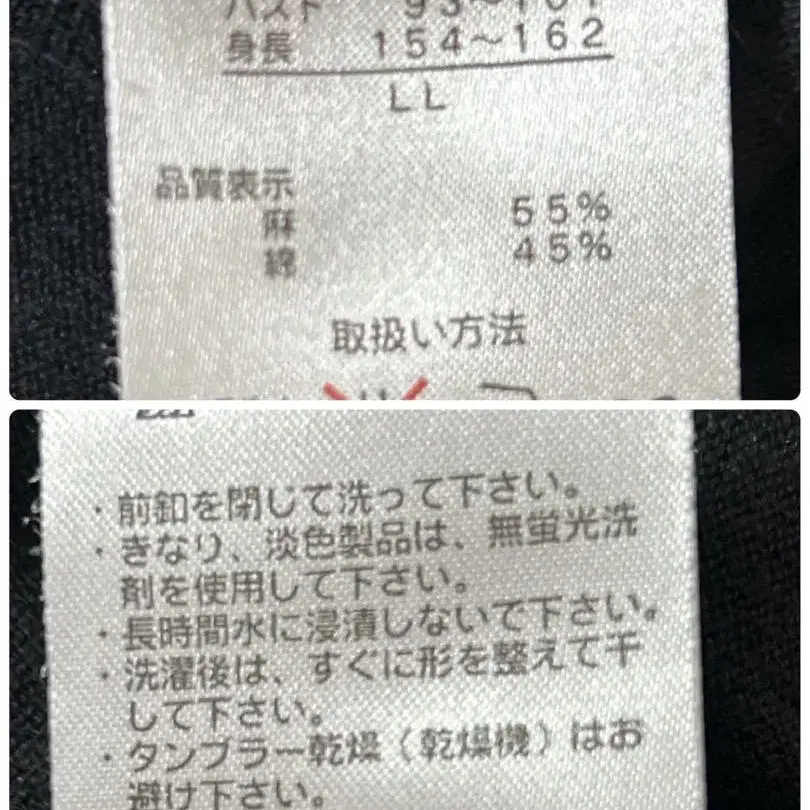 バスト 93～101
身長 154～162
LL
品質表示
麻 55%
綿 45%
取扱い方法
・前釦を閉じて洗って下さい。
・きなり、淡色製品は、無蛍光洗
剤を使用して下さい。
・長時間水に浸漬しないで下さい。
・洗濯後は、すぐに形を整えて干
して下さい。
・タンブラー乾燥（乾燥機）はお
避け下さい。